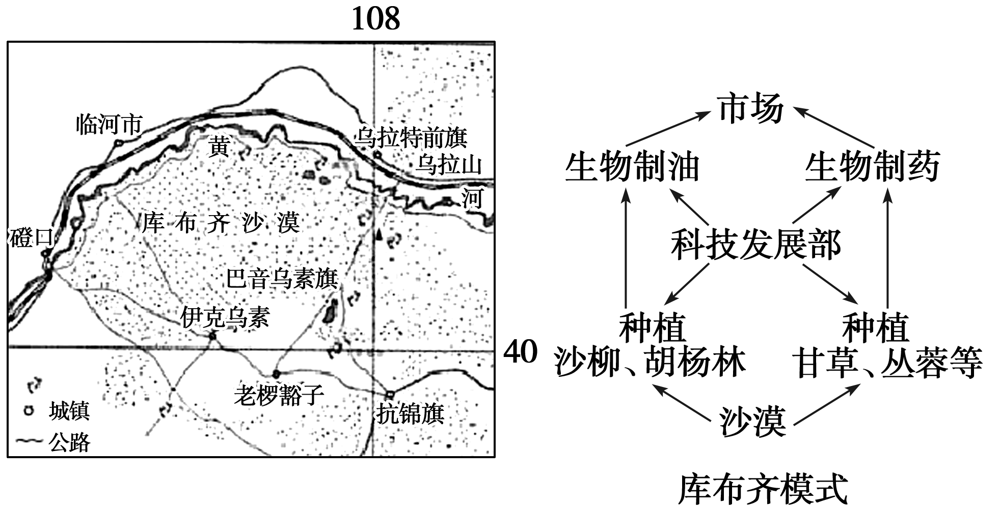 108
临河市
黄
乌拉特前旗
乌拉山
河
库布齐沙漠
磴口
巴音乌素旗
伊克乌素
40
老椤豁子
抗锦旗
城镇
公路
市场
生物制油
生物制药
科技发展部
种植
沙柳、胡杨林
种植
甘草、丛蓉等
沙漠
库布齐模式